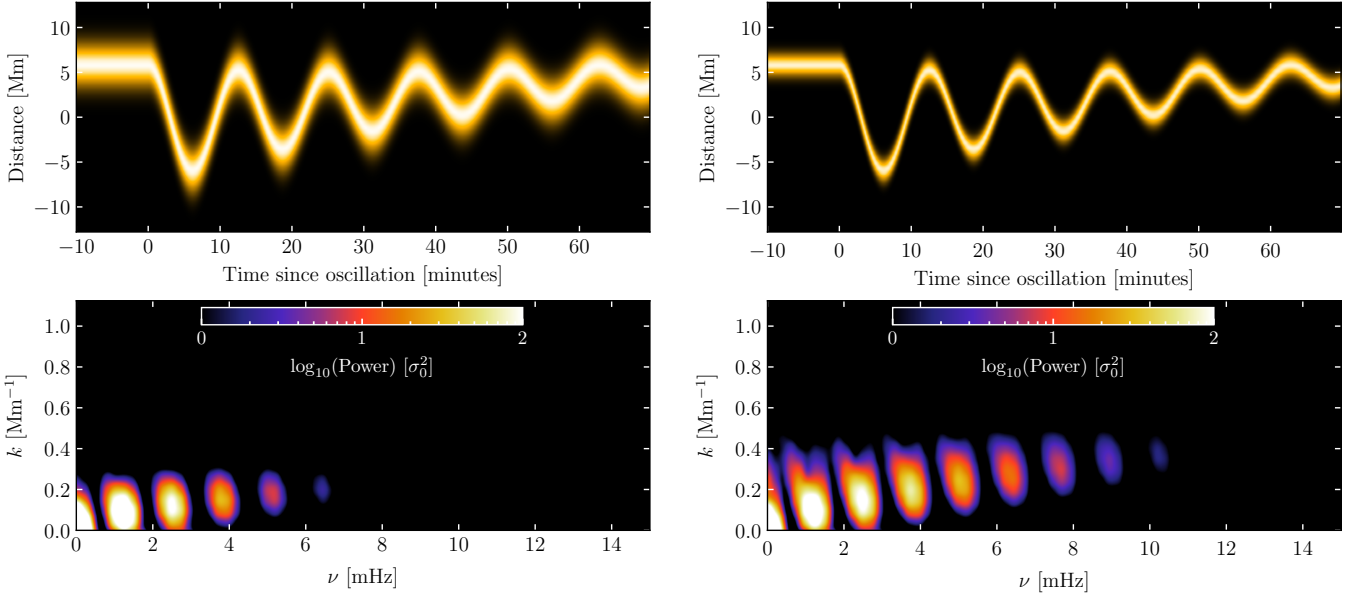 10
5
0
−5
−10
Distance [Mm]
−10 0 10 20 30 40 50 60
Time since oscillation [minutes]
10
5
0
−5
−10
Distance [Mm]
−10 0 10 20 30 40 50 60
Time since oscillation [minutes]
1.0
0.8
0.6
0.4
0.2
0.0
k [Mm⁻¹]
0 1 2
log₁₀(Power) [σ₀²]
0 2 4 6 8 10 12 14
ν [mHz]
1.0
0.8
0.6
0.4
0.2
0.0
k [Mm⁻¹]
0 1 2
log₁₀(Power) [σ₀²]
0 2 4 6 8 10 12 14
ν [mHz]